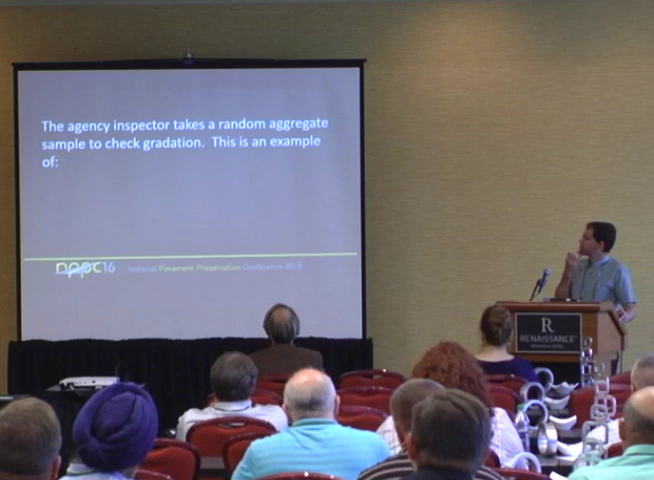 The agency inspector takes a random aggregate
sample to check gradation. This is an example
of:
nppc16 National Pavement Preservation Conference 2016
R
RENAISSANCE